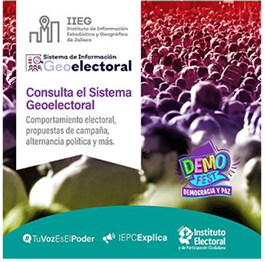 IIEG
Instituto de Información
Estadística y Geográfica
de Jalisco
Sistema de Información
Geoelectoral
Consulta el Sistema
Geoelectoral
Comportamiento electoral,
propuestas de campaña,
alternancia política y más.
DEMO
FEST
DEMOCRACIA Y PAZ
#TuVozEsElPoder
IEPCExplica
Instituto
Electoral
y de Participación Ciudadana